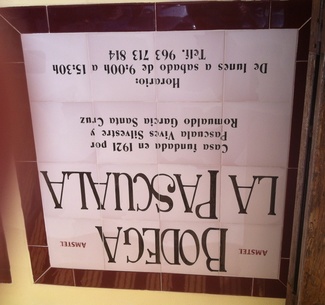 AMSTEL BODEGA AMSTEL
LA PASCUALA
Casa fundada en 1921 por
Pascuala Vives Silvestre y
Romualdo García Santa Cruz
Horario:
De lunes a sabado de 9:00h a 15:30h
Telf. 963 713 814